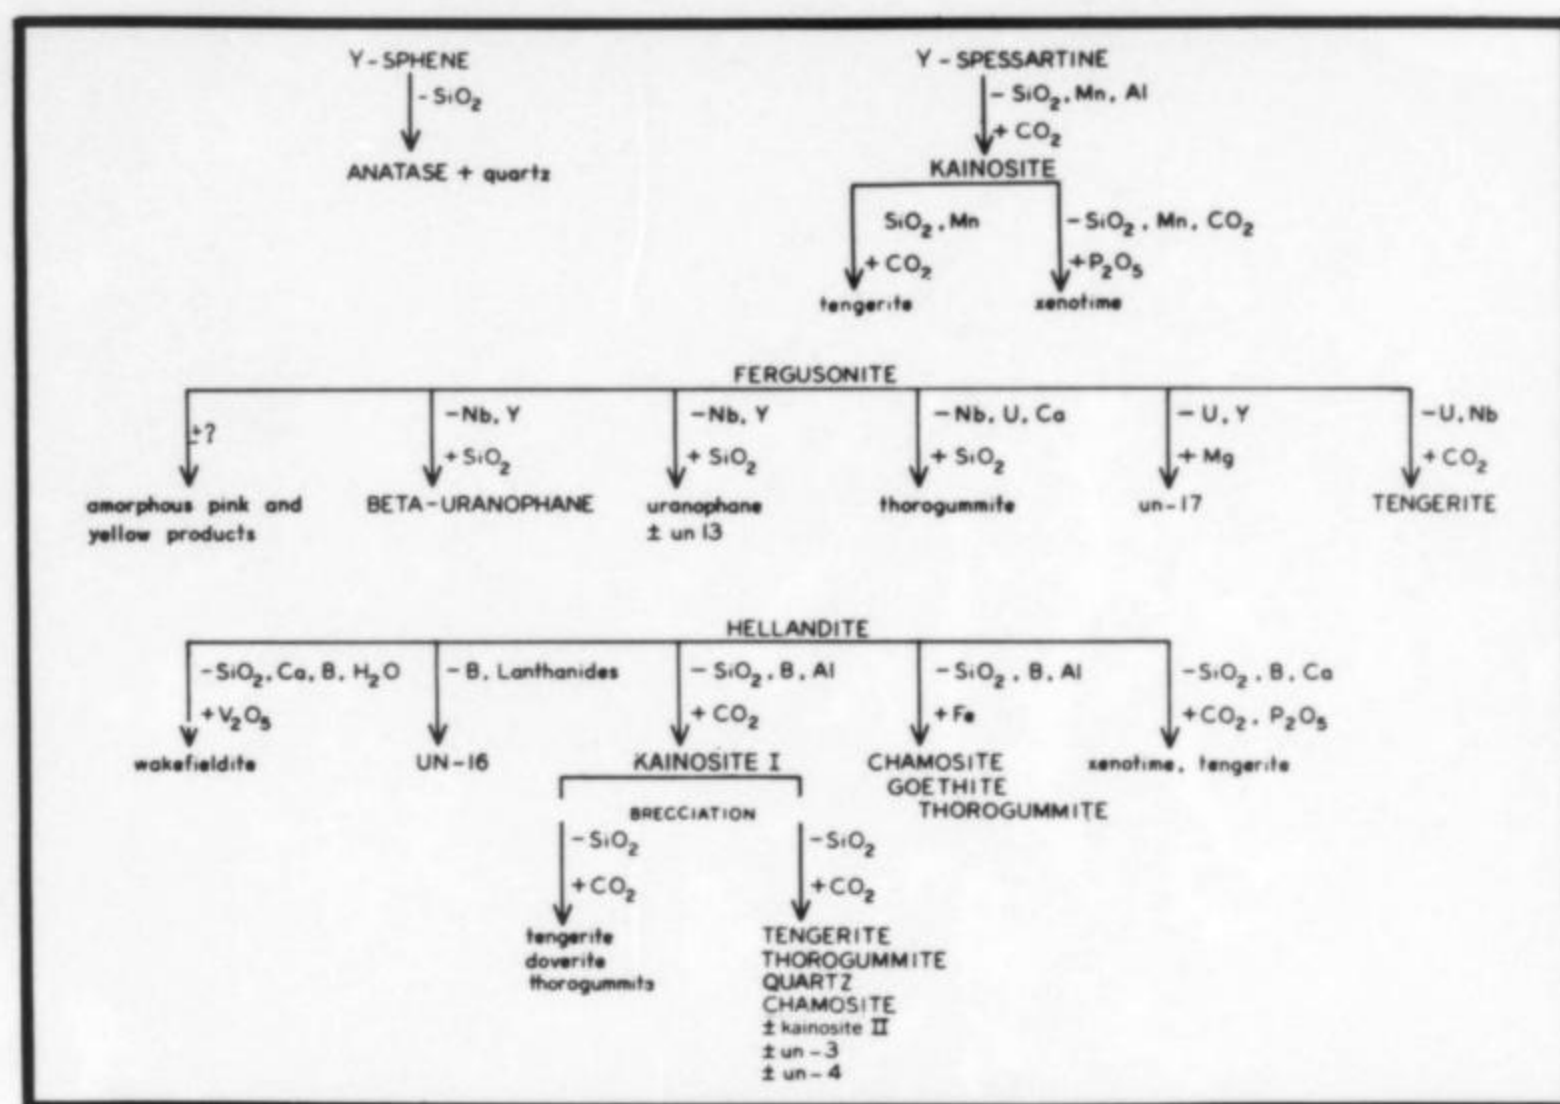 Y-SPHENE
- SiO2
ANATASE + quartz
Y - SPESSARTINE
- SiO2, Mn, Al
+ CO2
KAINOSITE
SiO2, Mn
+ CO2
tengerite
-SiO2, Mn, CO2
+P2O5
xenotime
FERGUSONITE
±?
amorphous pink and
yellow products
-Nb, Y
+ SiO2
BETA-URANOPHANE
-Nb, Y
+ SiO2
uranophane
± un 13
-Nb, U, Ca
+ SiO2
thorogummite
- U, Y
+ Mg
un-17
-U, Nb
+ CO2
TENGERITE
HELLANDITE
-SiO2, Ca, B, H2O
+V2O5
wakefieldite
-B, Lanthanides
UN-16
-SiO2, B, Al
+ CO2
KAINOSITE I
-SiO2, B, Al
+Fe
CHAMOSITE
GOETHITE
THOROGUMMITE
-SiO2, B, Ca
+CO2, P2O5
xenotime, tengerite
BRECCIATION
-SiO2
+CO2
tengerite
doverite
thorogummits
-SiO2
+CO2
TENGERITE
THOROGUMMITE
QUARTZ
CHAMOSITE
± kainosite II
± un-3
± un-4